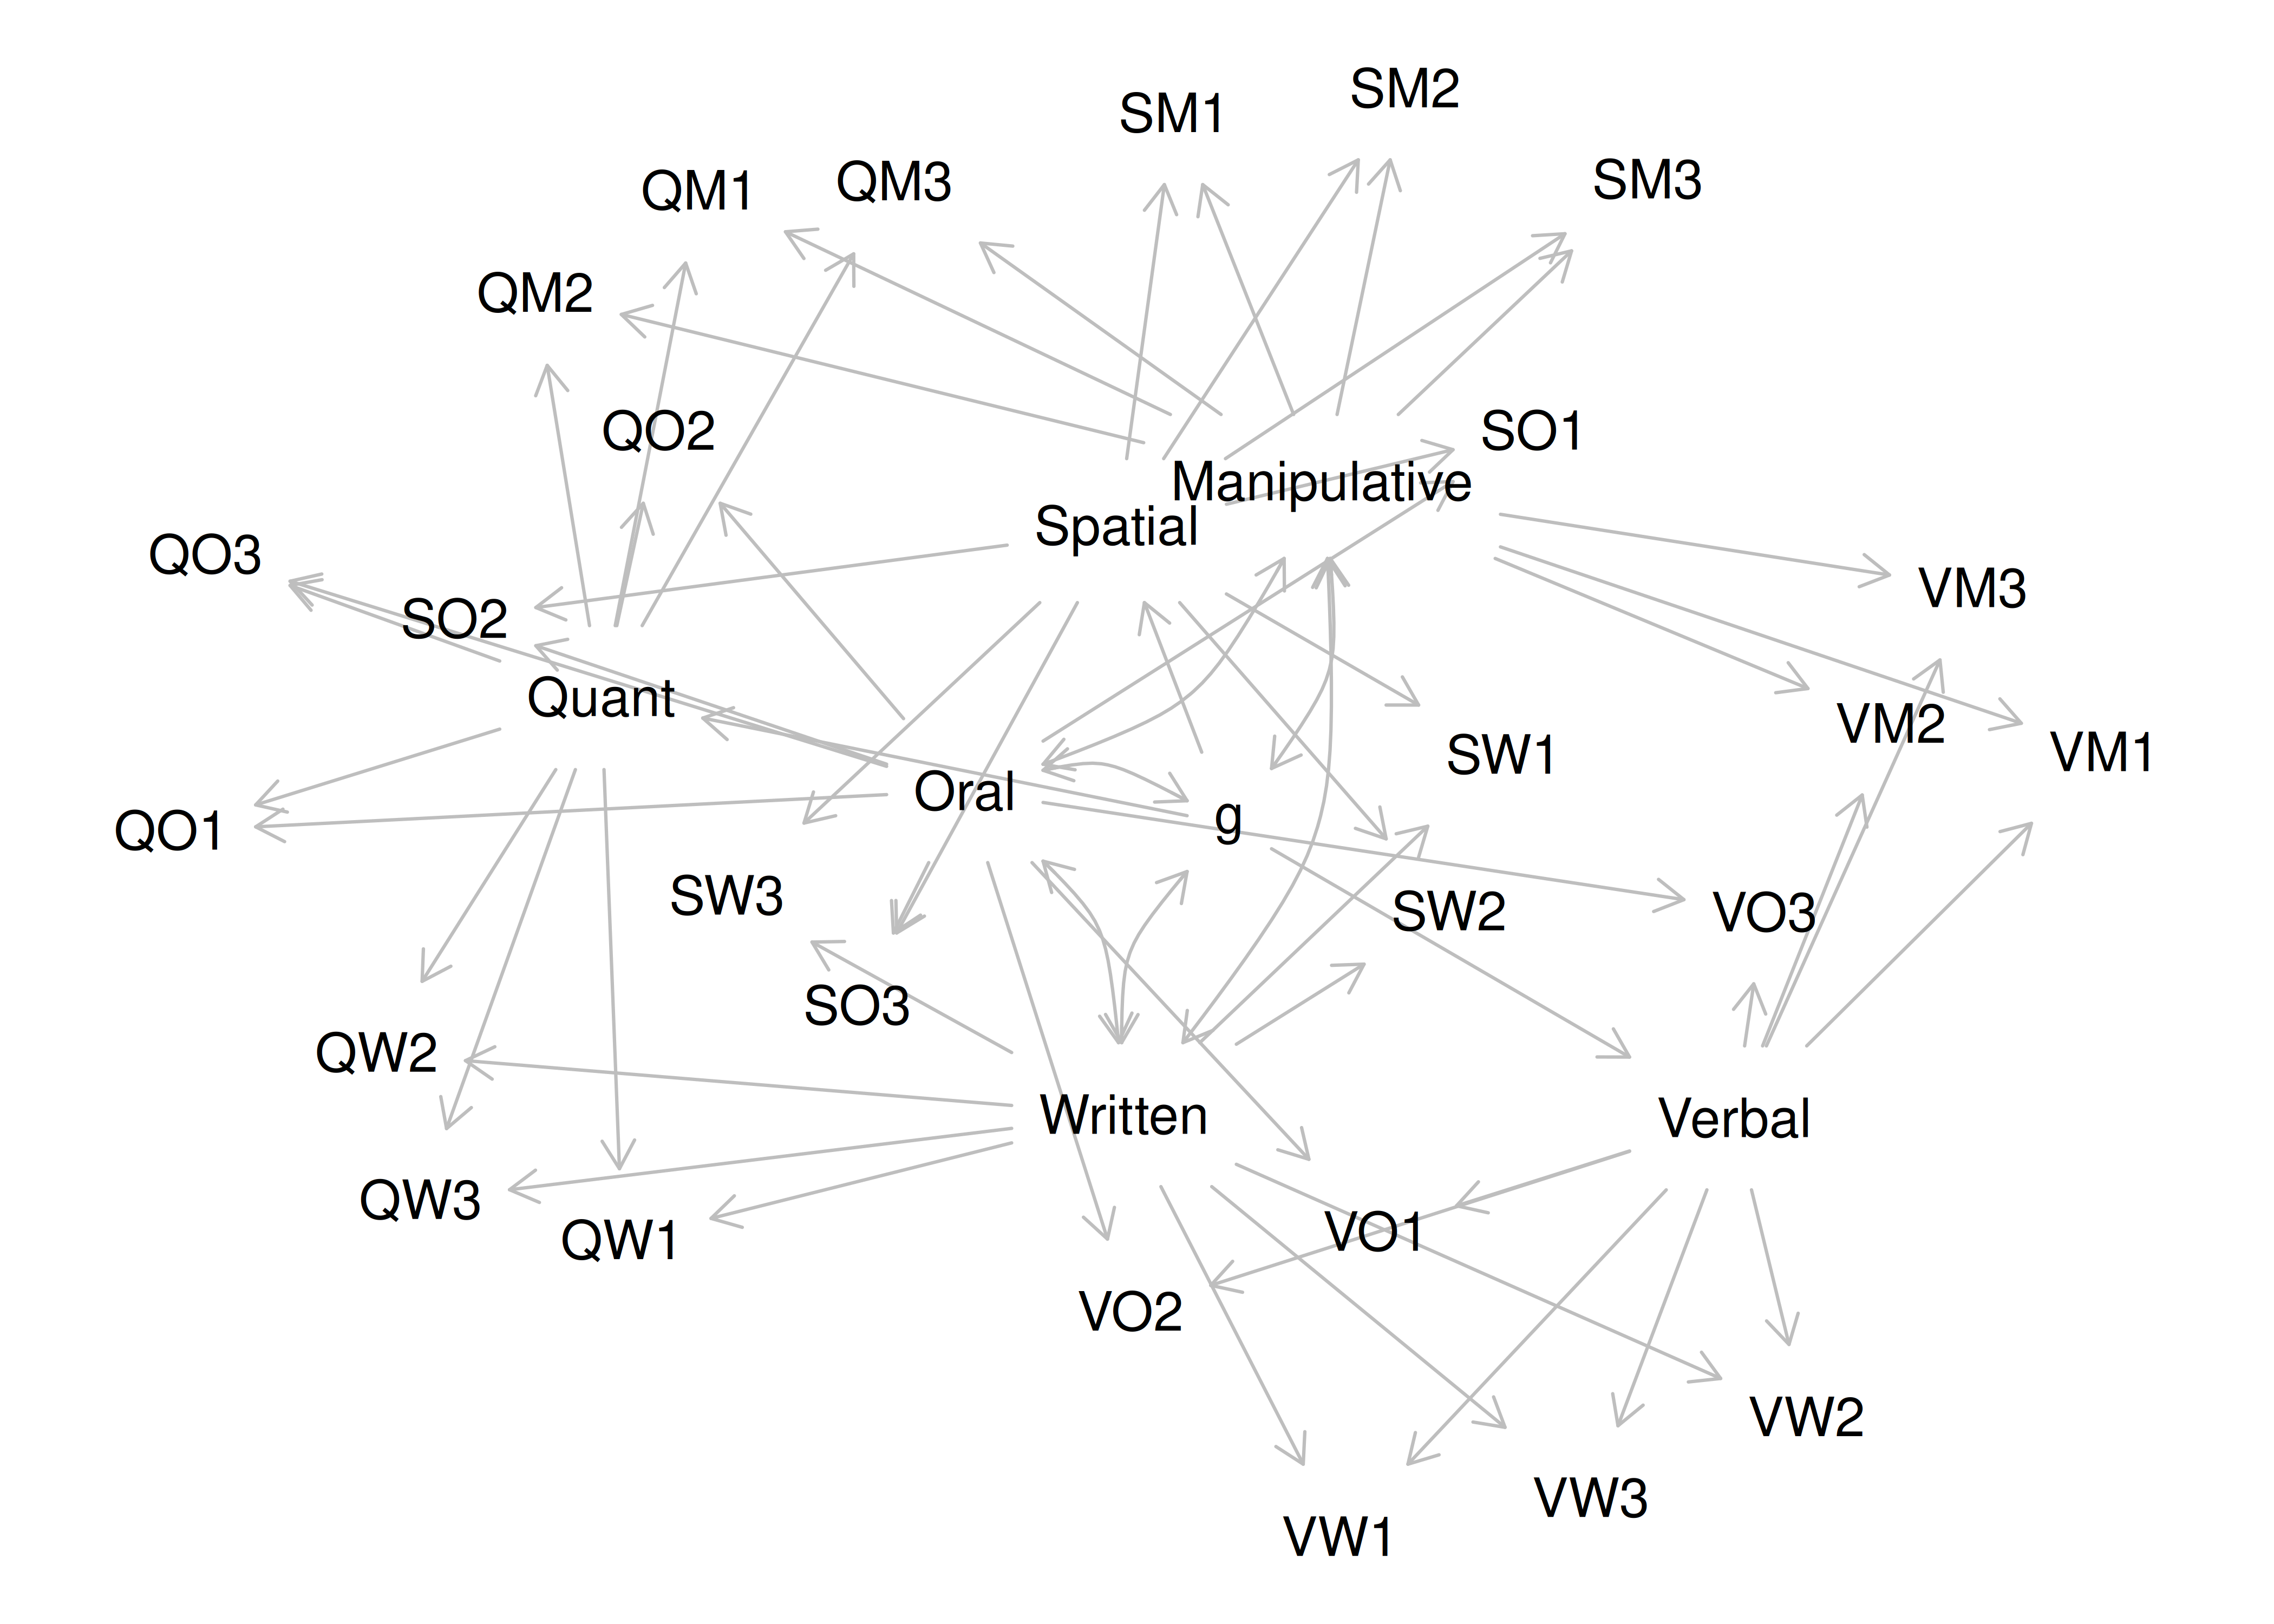 SM2
SM1
SM3
QM3
QM1
QM2
QO2
SO1
Manipulative
Spatial
QO3
VM3
SO2
Quant
VM2
VM1
SW1
Oral
g
QO1
SW3
SW2
VO3
SO3
QW2
Written
Verbal
QW3
VO1
QW1
VO2
VW2
VW3
VW1